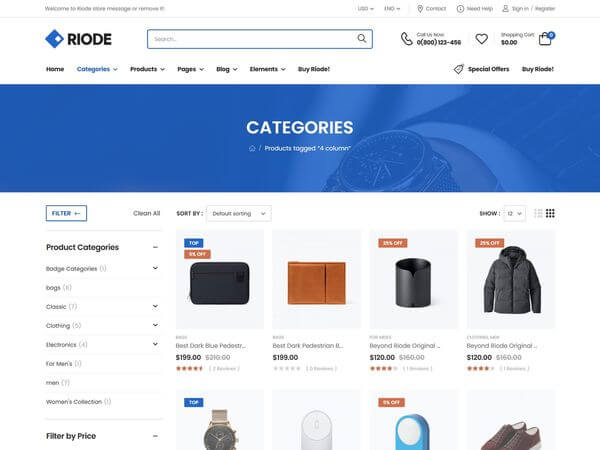 Welcome to Riode store message or remove it!
USD
ENG
Contact
Need Help
Sign in / Register
RIODE
Search...
Call Us Now:
0(800) 123-456
Shopping Cart:
$0.00
0
Home
Categories
Products
Pages
Blog
Elements
Buy Riode!
Special Offers
Buy Riode!
CATEGORIES
/ Products tagged "4 column"
FILTER
Clean All
SORT BY :
Default sorting
SHOW :
12
Product Categories
Badge Categories (1)
bags (8)
Classic (7)
Clothing (5)
Electronics (4)
For Men's (1)
men (7)
Women's Collection (1)
Filter by Price
TOP
5% OFF
BAGS
Best Dark Blue Pedestr...
$199.00 $210.00
( 2 Reviews )
BAGS
Best Dark Pedestrian B...
$199.00
( 0 Reviews )
25% OFF
FOR MEN'S
Beyond Riode Original ...
$120.00 $160.00
( 1 Reviews )
25% OFF
CLOTHING, MEN
Beyond Riode Original ...
$120.00 $160.00
( 1 Reviews )
TOP
5% OFF